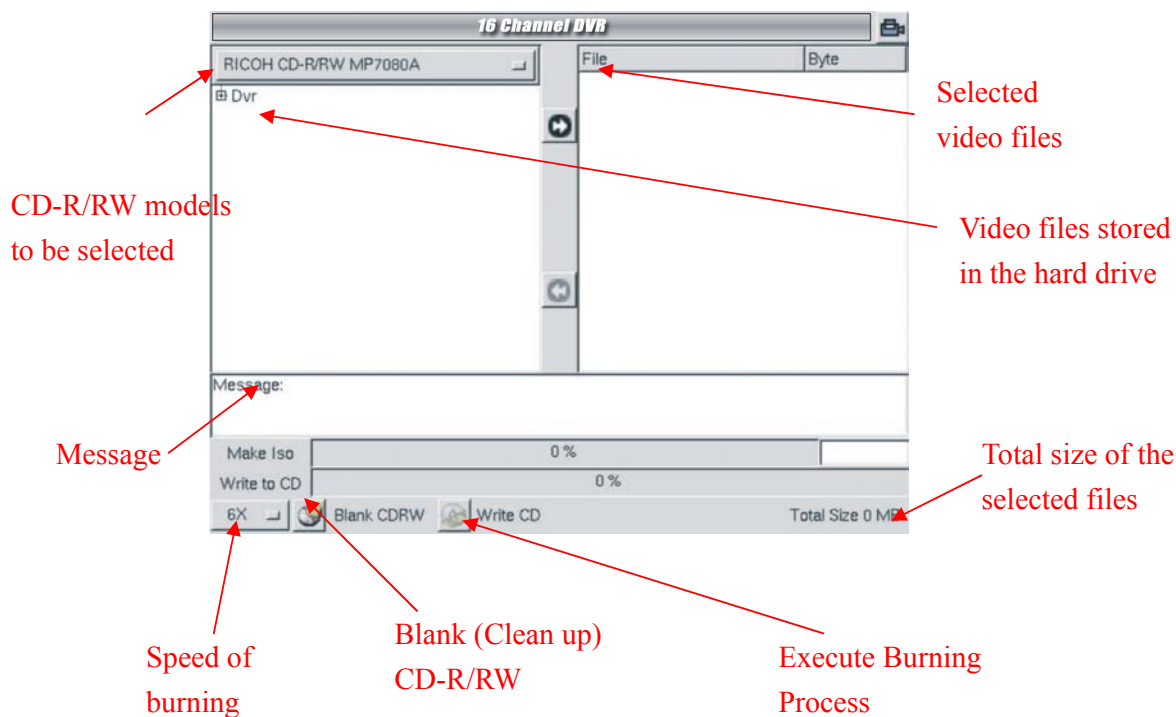 16 Channel DVR
RICOH CD-R/RW MP7080A
File
Byte
Dvr
Selected
video files
CD-R/RW models
to be selected
Video files stored
in the hard drive
Message:
Message
Make Iso
0 %
Write to CD
0 %
Total size of the
selected files
6X
Blank CDRW
Write CD
Total Size 0 MB
Speed of
burning
Blank (Clean up)
CD-R/RW
Execute Burning
Process